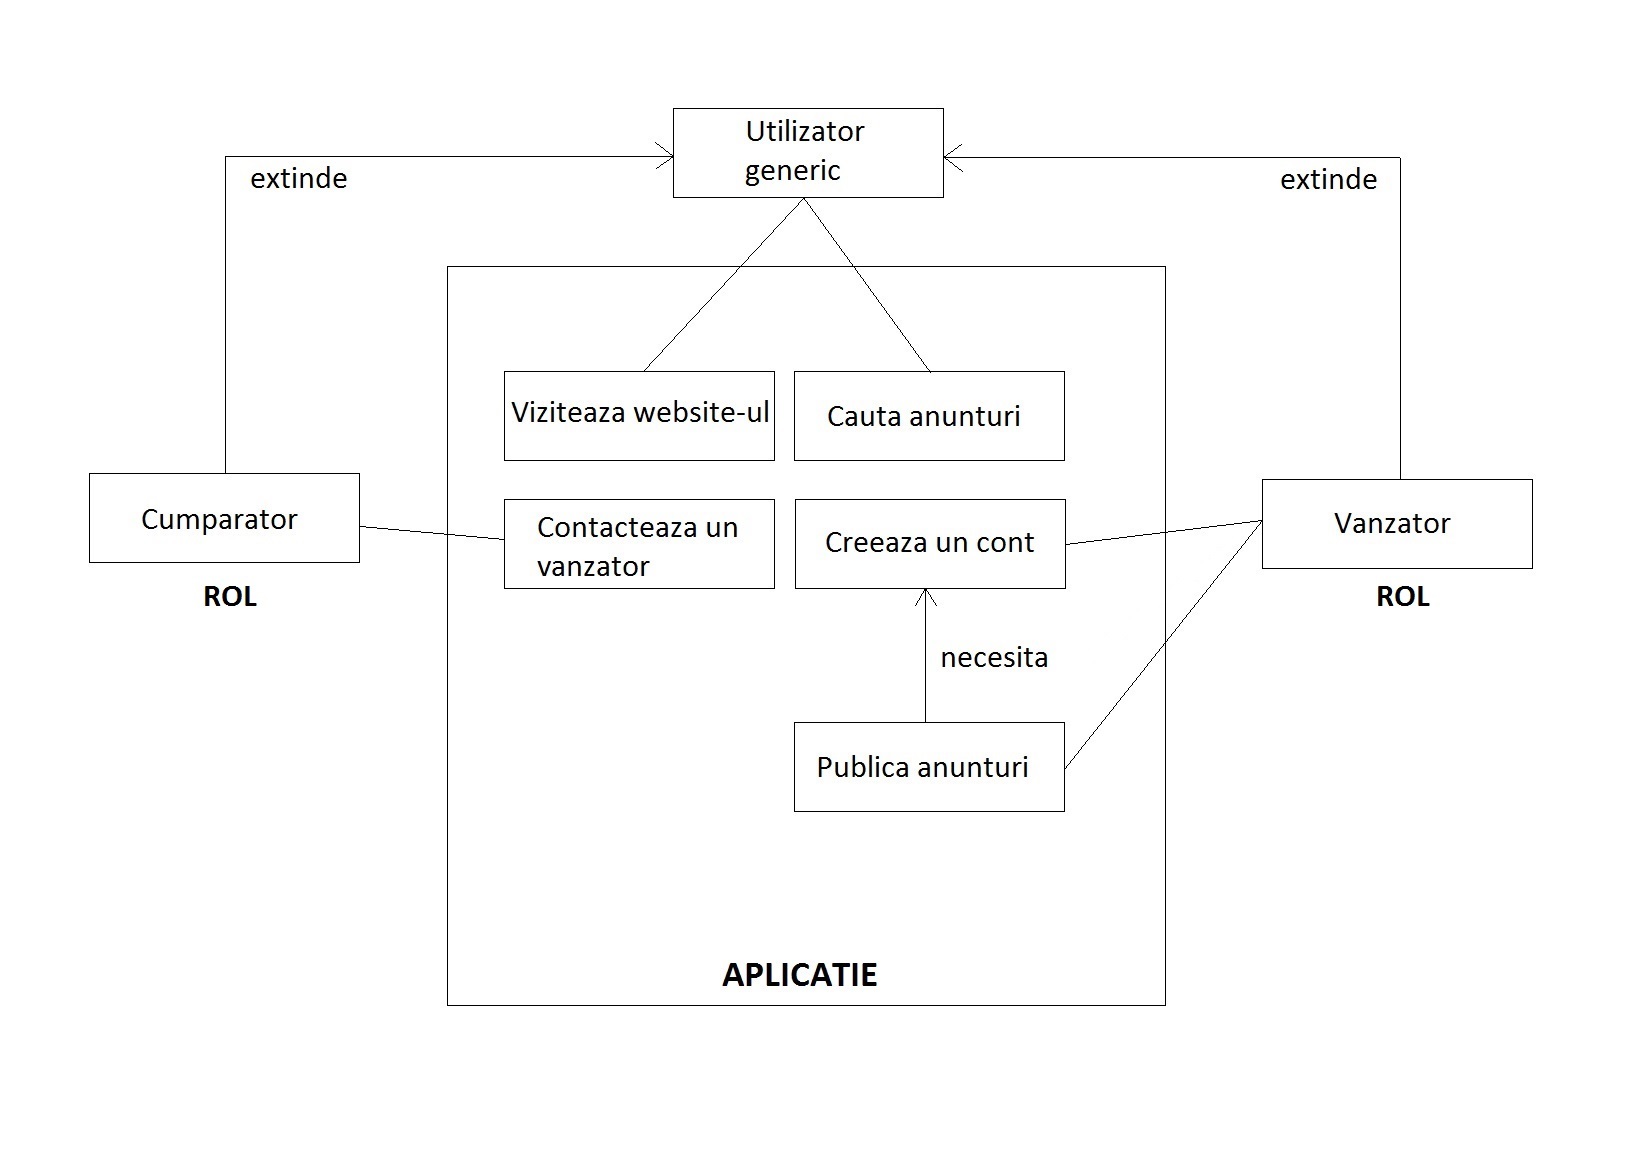 Utilizator
generic
extinde
extinde
Viziteaza website-ul
Cauta anunturi
Cumparator
Contacteaza un
vanzator
Creeaza un cont
Vanzator
ROL
ROL
necesita
Publica anunturi
APLICATIE